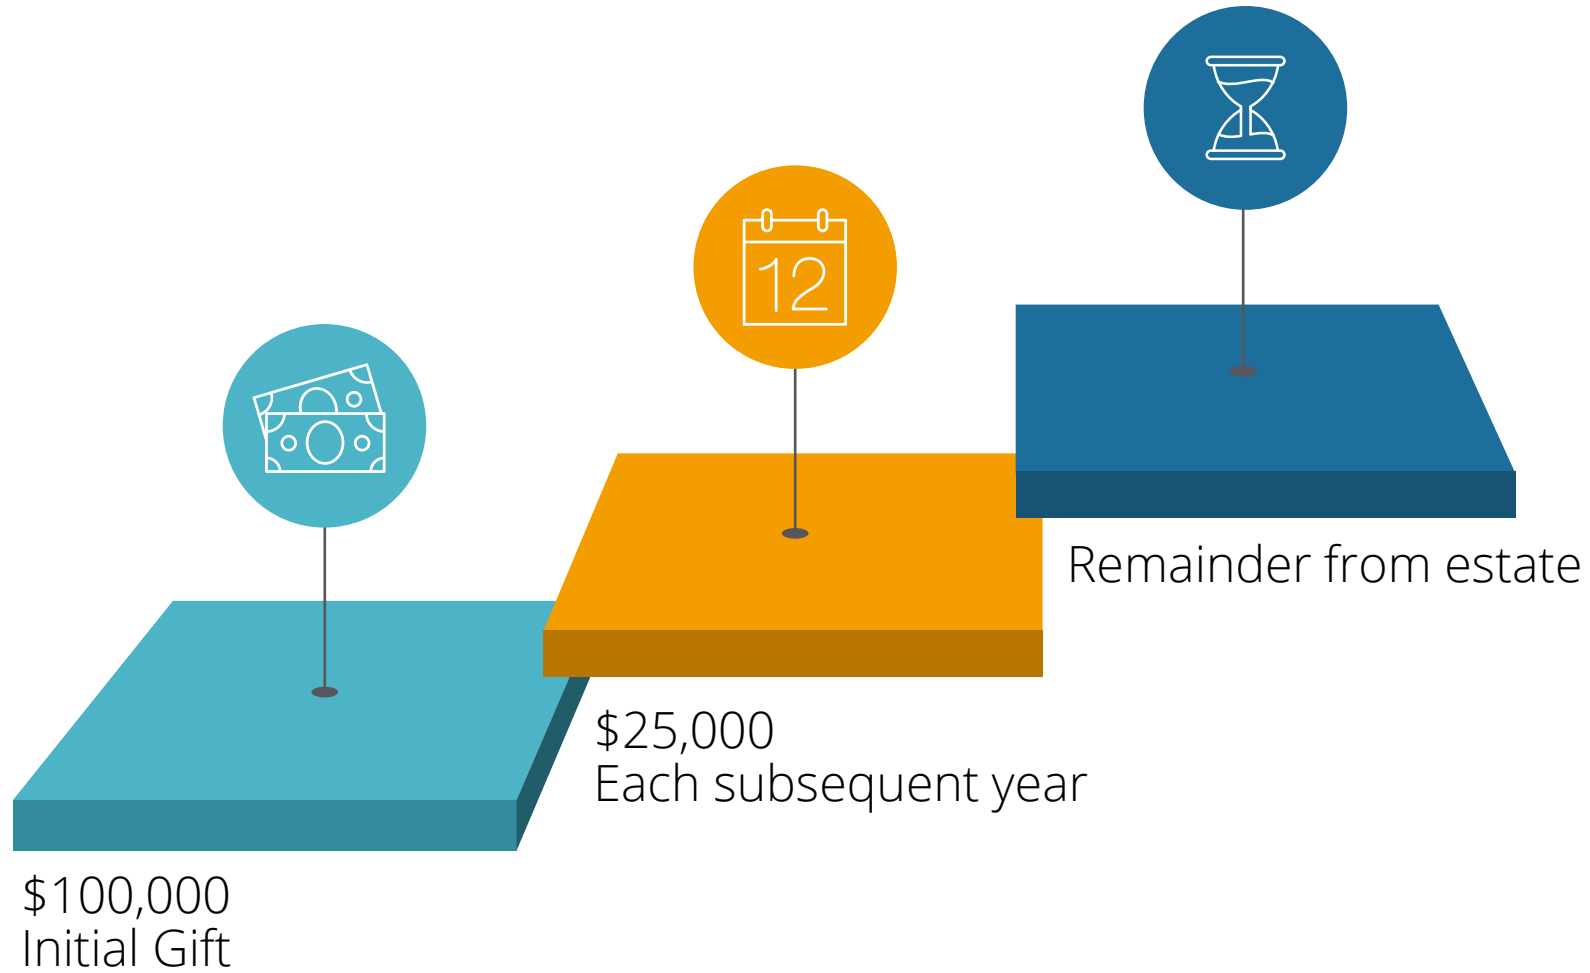 12
Remainder from estate
$25,000
Each subsequent year
$100,000
Initial Gift